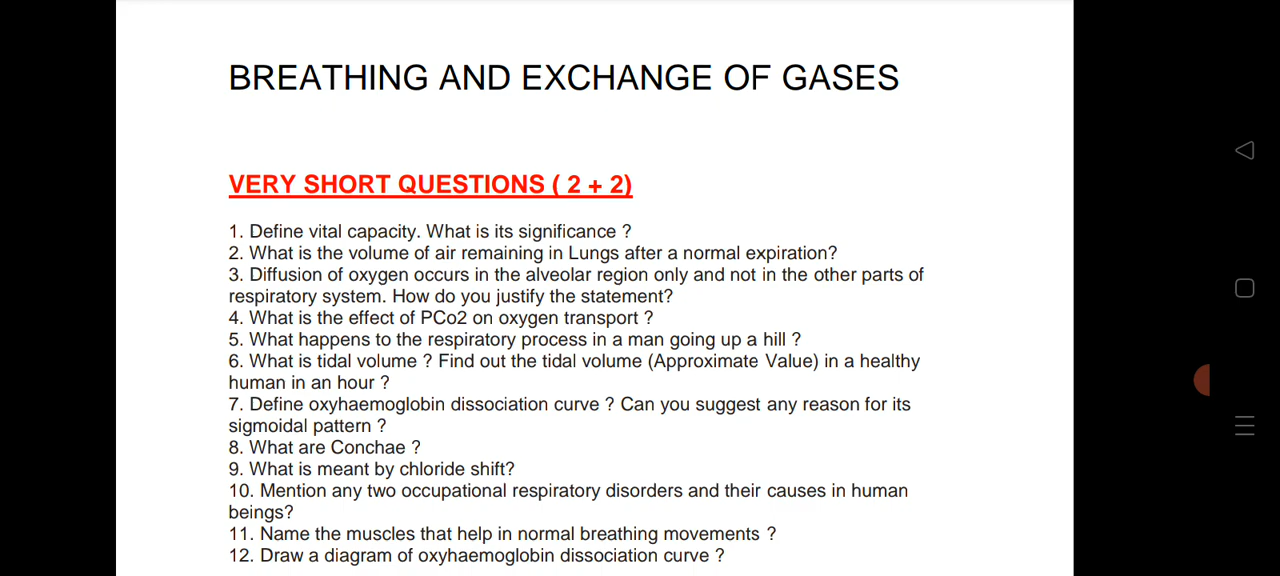 BREATHING AND EXCHANGE OF GASES
VERY SHORT QUESTIONS ( 2 + 2)
1. Define vital capacity. What is its significance ?
2. What is the volume of air remaining in Lungs after a normal expiration?
3. Diffusion of oxygen occurs in the alveolar region only and not in the other parts of
respiratory system. How do you justify the statement?
4. What is the effect of PCo2 on oxygen transport ?
5. What happens to the respiratory process in a man going up a hill ?
6. What is tidal volume ? Find out the tidal volume (Approximate Value) in a healthy
human in an hour ?
7. Define oxyhaemoglobin dissociation curve ? Can you suggest any reason for its
sigmoidal pattern ?
8. What are Conchae ?
9. What is meant by chloride shift?
10. Mention any two occupational respiratory disorders and their causes in human
beings?
11. Name the muscles that help in normal breathing movements ?
12. Draw a diagram of oxyhaemoglobin dissociation curve ?